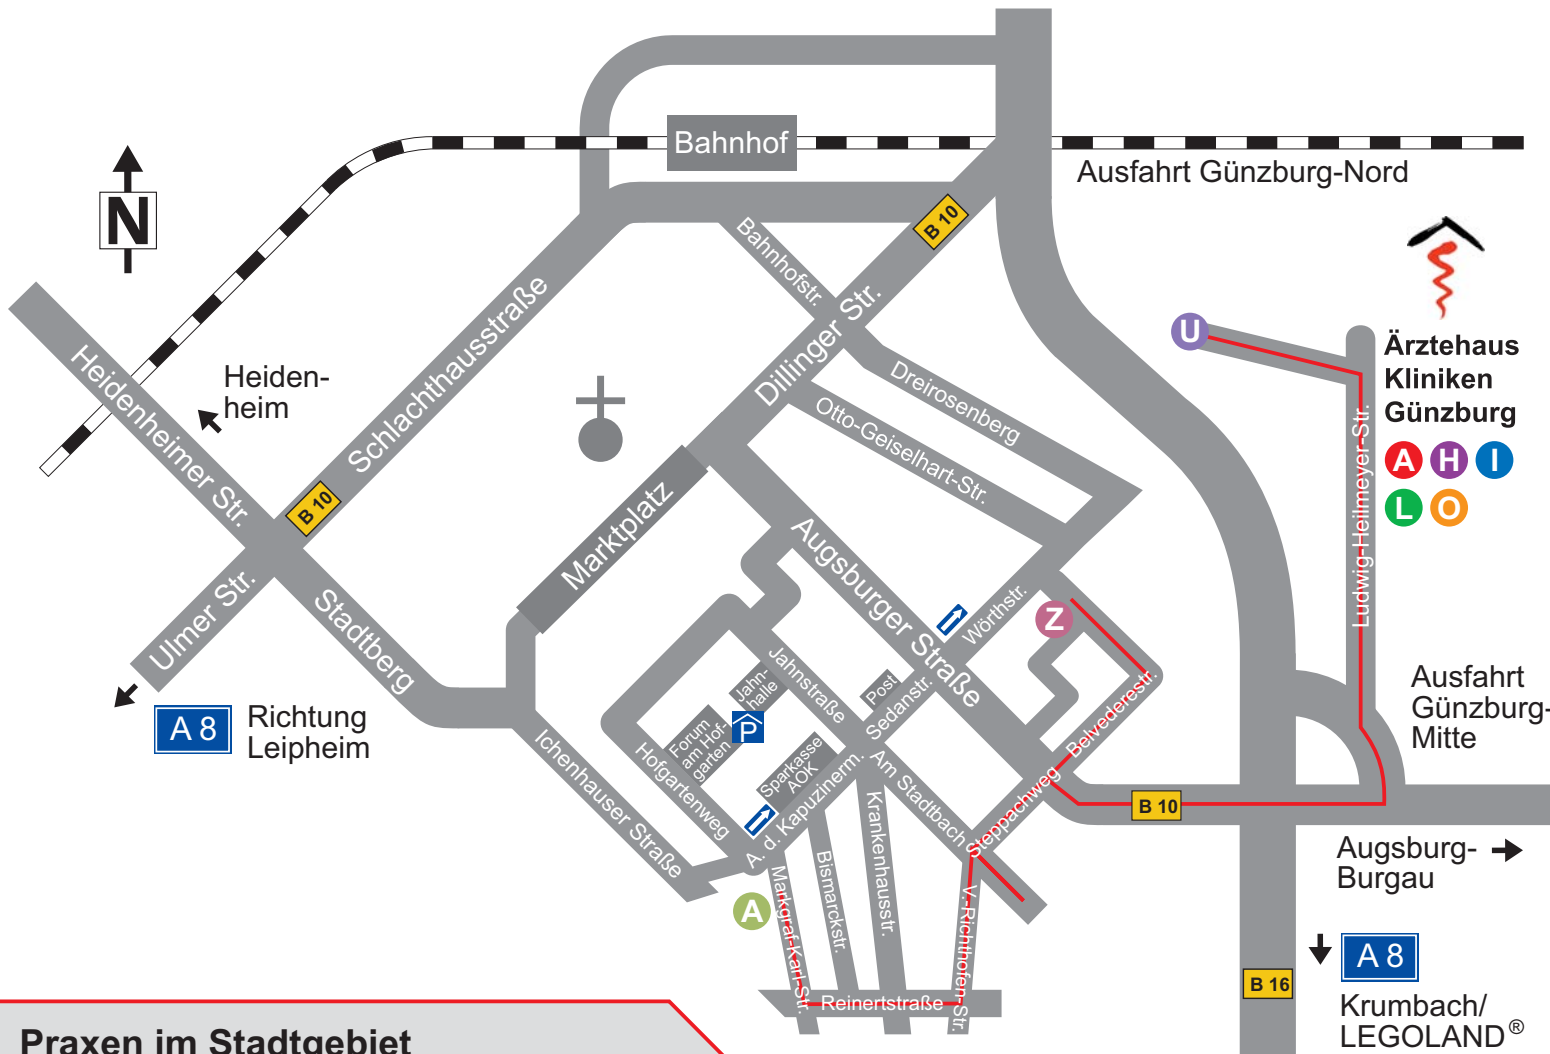 Bahnhof
Ausfahrt Günzburg-Nord
N
B 10
Bahnhofstr.
Dillinger Str.
Schlachthausstraße
Heidenheimer Str.
Heiden-
heim
B 10
Dreirosenberg
Otto-Geiselhart-Str.
U
Ärztehaus
Kliniken
Günzburg
A H I
L O
Ludwig-Heilmeyer-Str.
Marktplatz
Augsburger Straße
Wörthstr.
Z
Ulmer Str.
Stadtberg
A 8
Richtung
Leipheim
Jahnstraße
Jahn-
halle
Post
Sedanstr.
Belvederestr.
Ausfahrt
Günzburg-
Mitte
P
Forum
am Hof-
garten
Sparkasse
AOK
Ichenhauser Straße
Hofgartenweg
A. d. Kapuzinerm.
Am Stadtbach
Steppachweg
B 10
Krankenhausstr.
Bismarckstr.
Markgraf-Karl-Str.
V.-Richthofen-Str.
A
Augsburg-
Burgau
Reinertstraße
B 16
A 8
Krumbach/
LEGOLAND®
Praxen im Stadtgebiet